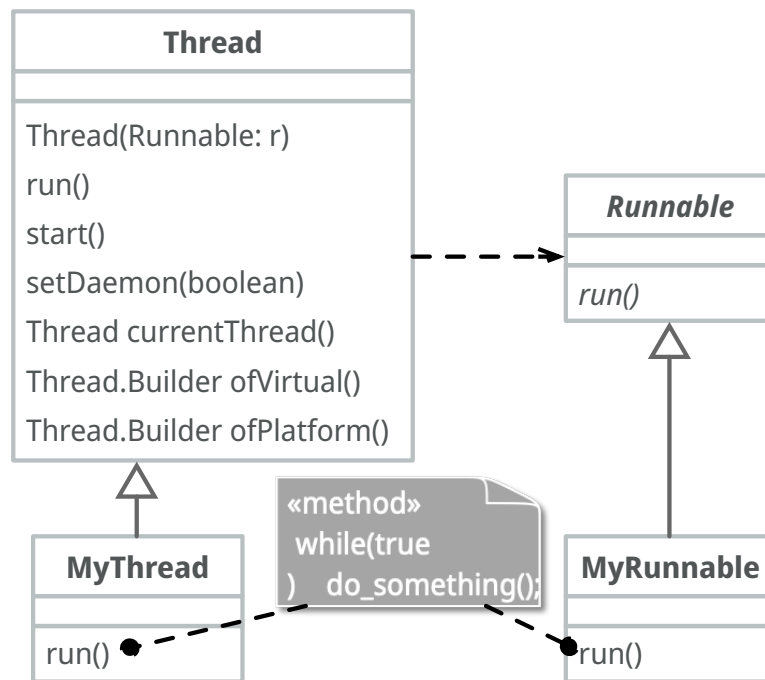 Thread
Thread(Runnable: r)
run()
start()
setDaemon(boolean)
Thread currentThread()
Thread.Builder ofVirtual()
Thread.Builder ofPlatform()
Runnable
run()
«method»
while(true
) do_something();
MyThread
run()
MyRunnable
run()